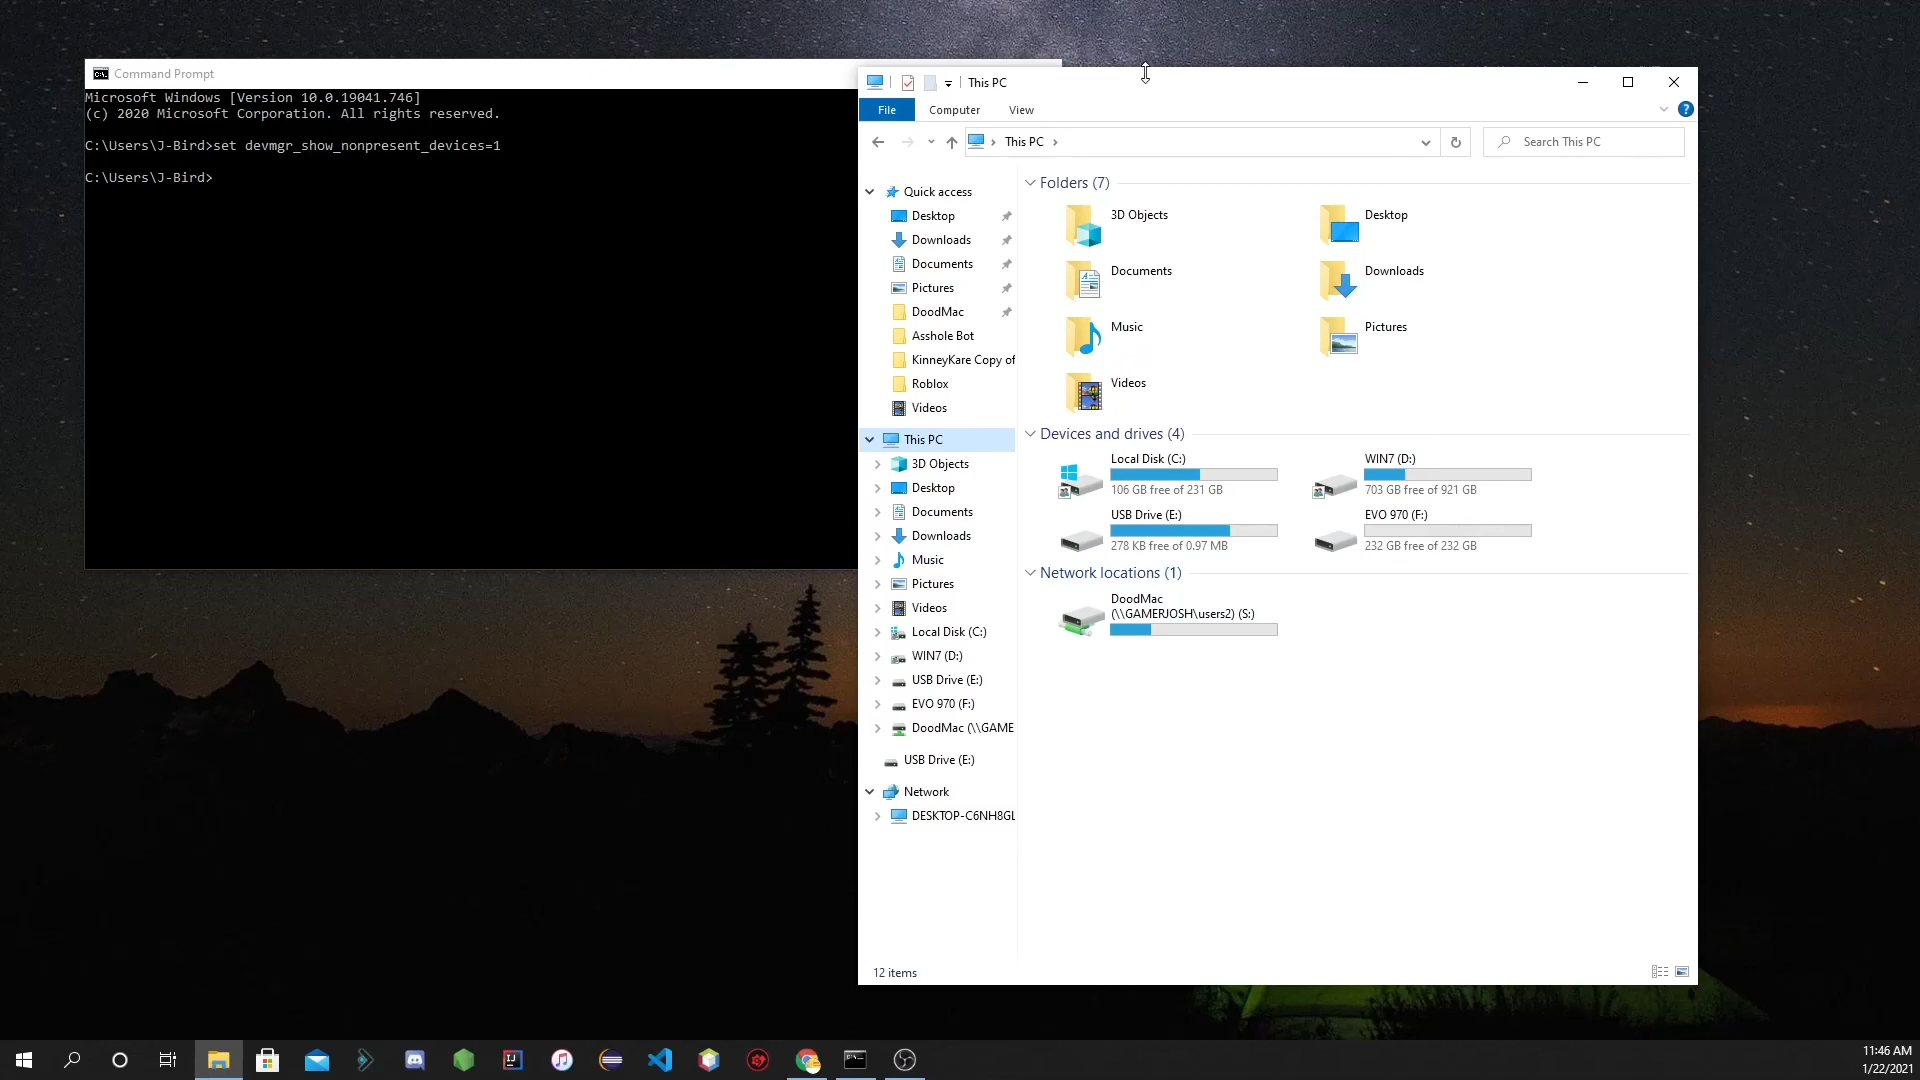 Command Prompt
Microsoft Windows [Version 10.0.19041.746]
(c) 2020 Microsoft Corporation. All rights reserved.
C:\Users\J-Bird>set devmgr_show_nonpresent_devices=1
C:\Users\J-Bird>
This PC
File Computer View
This PC
Search This PC
Quick access
Desktop
Downloads
Documents
Pictures
DoodMac
Asshole Bot
KinneyKare Copy of
Roblox
Videos
This PC
3D Objects
Desktop
Documents
Downloads
Music
Pictures
Videos
Local Disk (C:)
WIN7 (D:)
USB Drive (E:)
EVO 970 (F:)
DoodMac (\\GAME
USB Drive (E:)
Network
DESKTOP-C6NH8GL
Folders (7)
3D Objects
Desktop
Documents
Downloads
Music
Pictures
Videos
Devices and drives (4)
Local Disk (C:)
106 GB free of 231 GB
WIN7 (D:)
703 GB free of 921 GB
USB Drive (E:)
278 KB free of 0.97 MB
EVO 970 (F:)
232 GB free of 232 GB
Network locations (1)
DoodMac
(\\GAMERJOSH\users2) (S:)
12 items
11:46 AM
1/22/2021